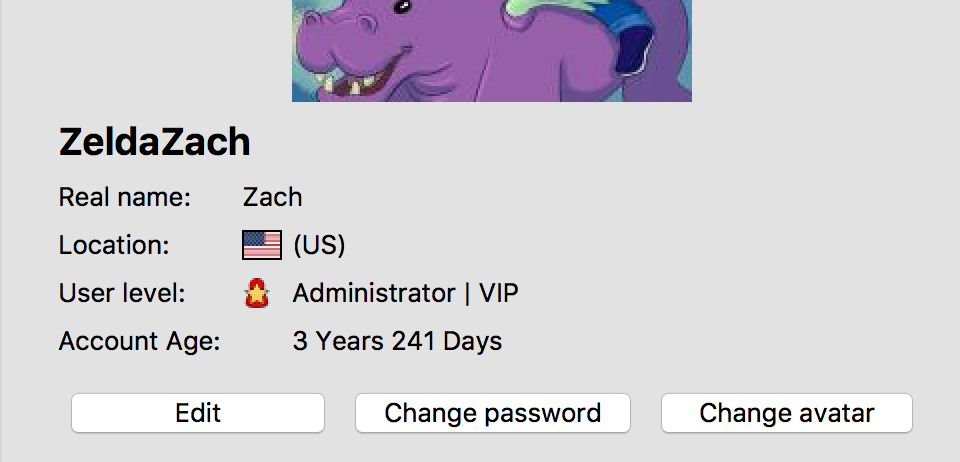 ZeldaZach
Real name: Zach
Location: (US)
User level: Administrator | VIP
Account Age: 3 Years 241 Days
Edit Change password Change avatar